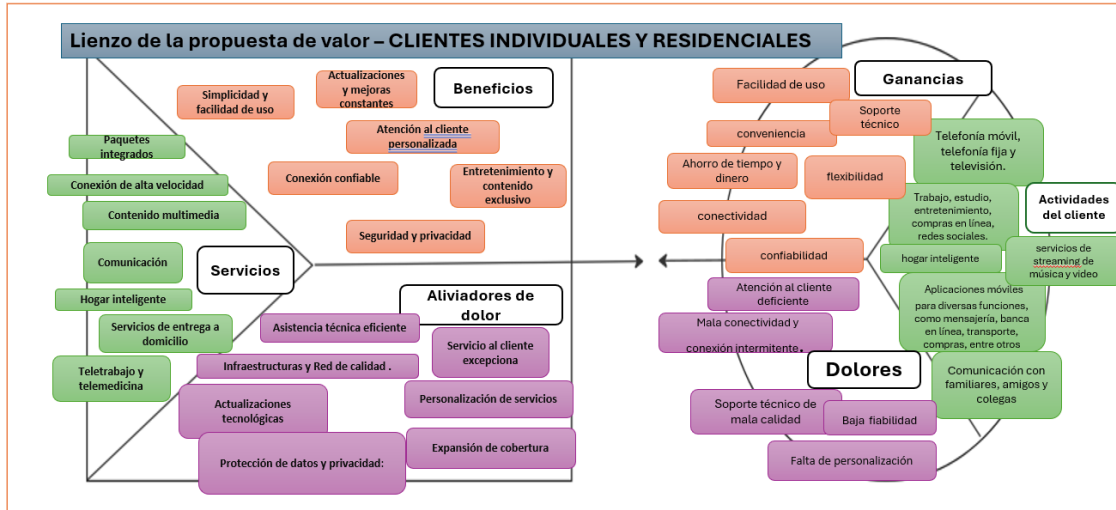 Lienzo de la propuesta de valor – CLIENTES INDIVIDUALES Y RESIDENCIALES
Simplicidad y
facilidad de uso
Actualizaciones
y mejoras
constantes
Beneficios
Atención al cliente
personalizada
Conexión confiable
Entretenimiento y
contenido
exclusivo
Seguridad y privacidad
Paquetes
integrados
Conexión de alta velocidad
Contenido multimedia
Comunicación
Servicios
Hogar inteligente
Servicios de entrega a
domicilio
Teletrabajo y
telemedicina
Aliviadores de
dolor
Asistencia técnica eficiente
Servicio al cliente
excepciona
Infraestructuras y Red de calidad .
Actualizaciones
tecnológicas
Personalización de servicios
Protección de datos y privacidad:
Expansión de cobertura
Facilidad de uso
Ganancias
Soporte
técnico
conveniencia
Ahorro de tiempo y
dinero
flexibilidad
conectividad
confiabilidad
Telefonía móvil,
telefonía fija y
televisión.
Actividades
del cliente
Trabajo, estudio,
entretenimiento,
compras en línea,
redes sociales.
hogar inteligente
servicios de
streaming de
música y video
Aplicaciones móviles
para diversas funciones,
como mensajería, banca
en línea, transporte,
compras, entre otros
Comunicación con
familiares, amigos y
colegas
Atención al cliente
deficiente
Mala conectividad y
conexión intermitente.
Dolores
Soporte técnico de
mala calidad
Baja fiabilidad
Falta de personalización